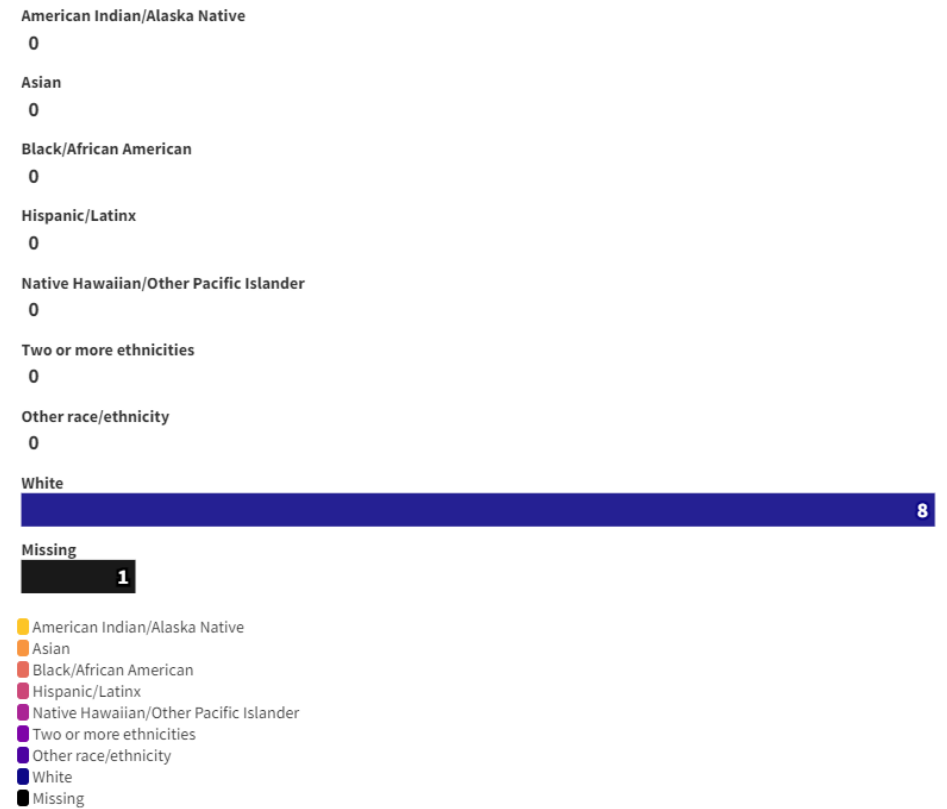 American Indian/Alaska Native
0
Asian
0
Black/African American
0
Hispanic/Latinx
0
Native Hawaiian/Other Pacific Islander
0
Two or more ethnicities
0
Other race/ethnicity
0
White
8
Missing
1
American Indian/Alaska Native
Asian
Black/African American
Hispanic/Latinx
Native Hawaiian/Other Pacific Islander
Two or more ethnicities
Other race/ethnicity
White
Missing